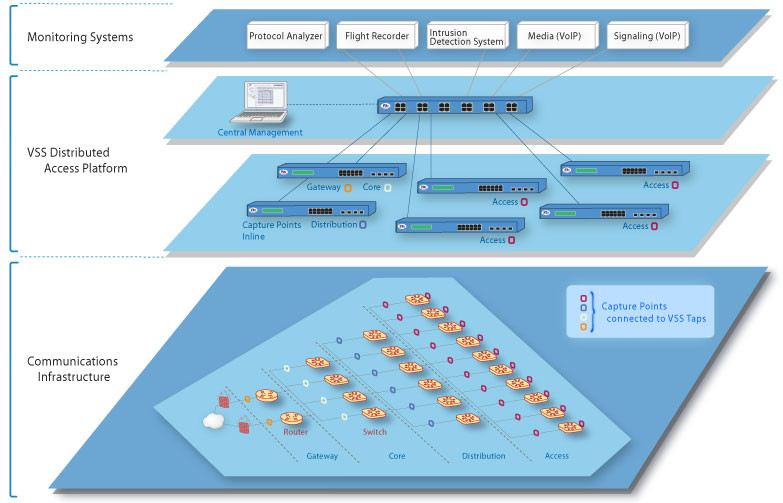 Monitoring Systems
Protocol Analyzer
Flight Recorder
Intrusion
Detection System
Media (VoIP)
Signaling (VoIP)
VSS Distributed
Access Platform
Central Management
Gateway
Core
Access
Access
Capture Points
Inline
Distribution
Access
Access
Communications
Infrastructure
Capture Points
connected to VSS Taps
Router
Switch
Gateway
Core
Distribution
Access